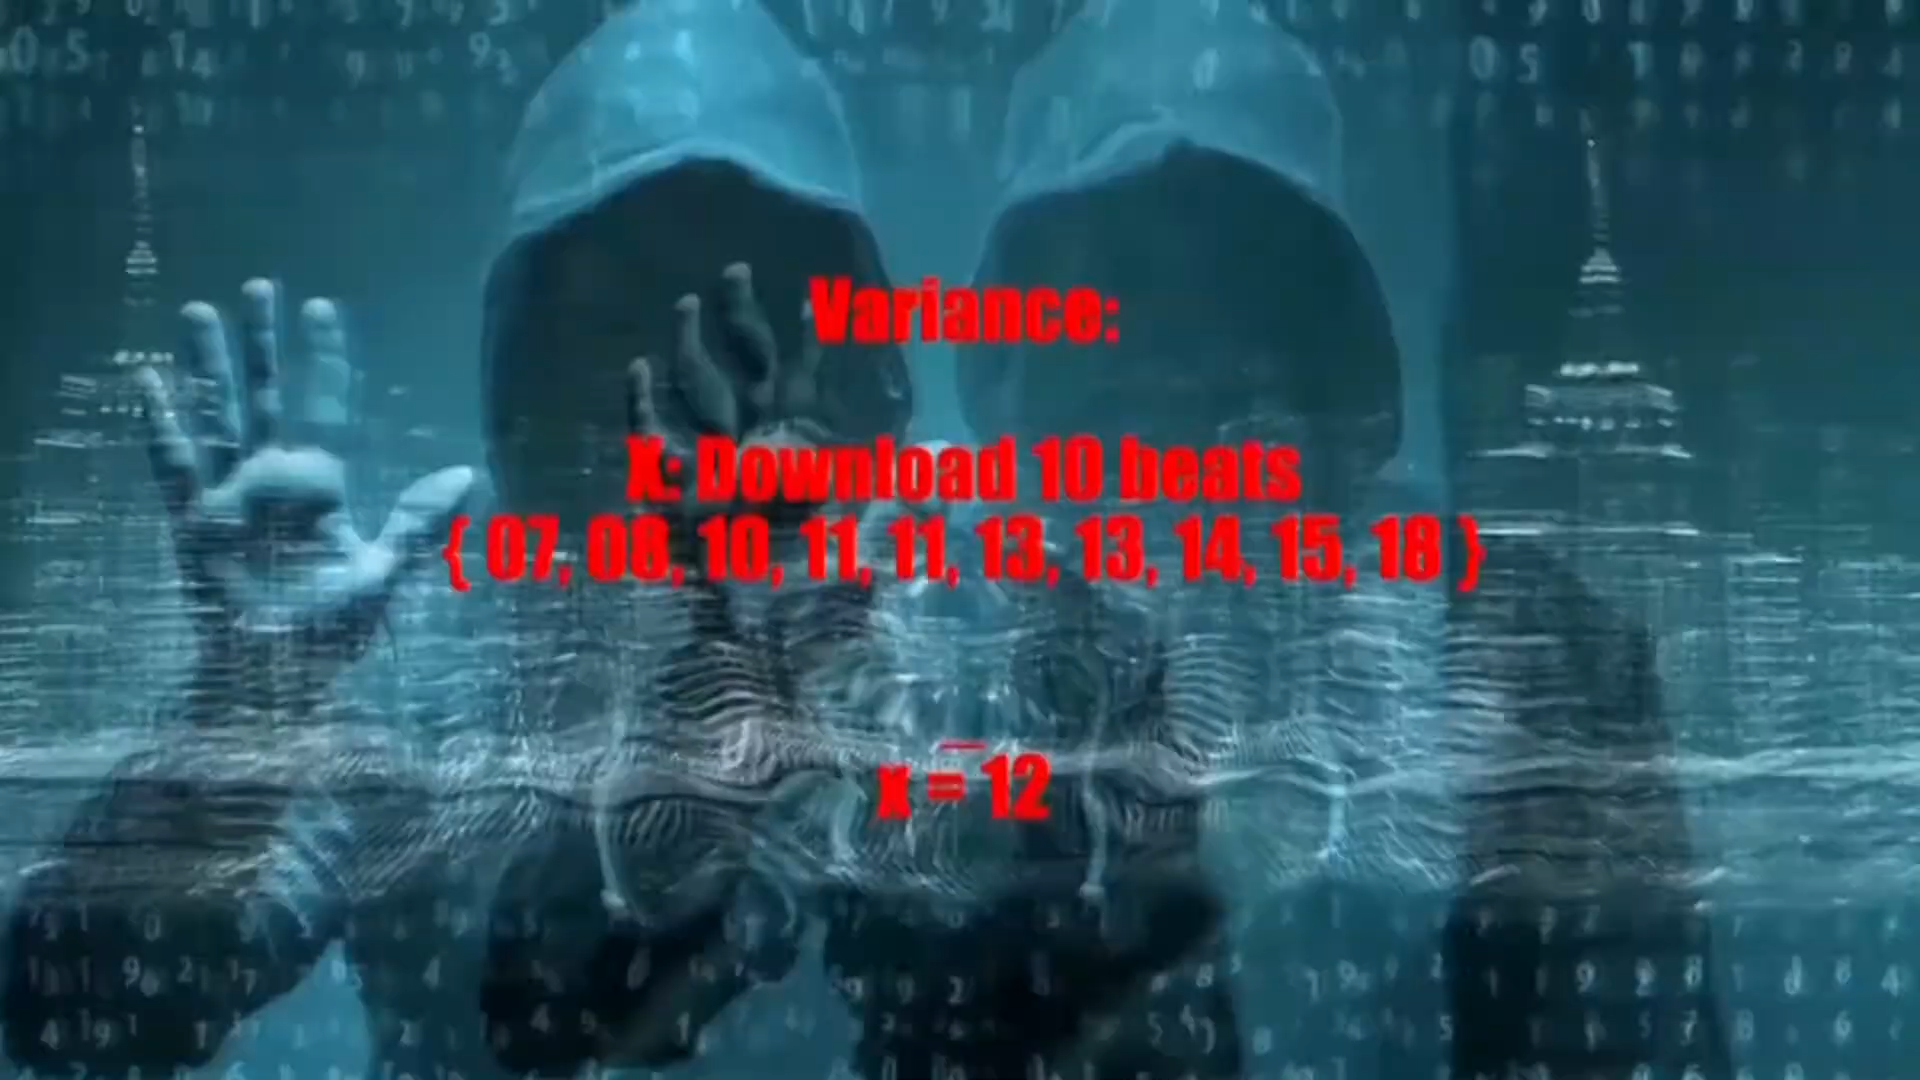 Variance:
X: Download 10 beats
{ 07, 08, 10, 11, 11, 13, 13, 14, 15, 18 }
x̅ = 12